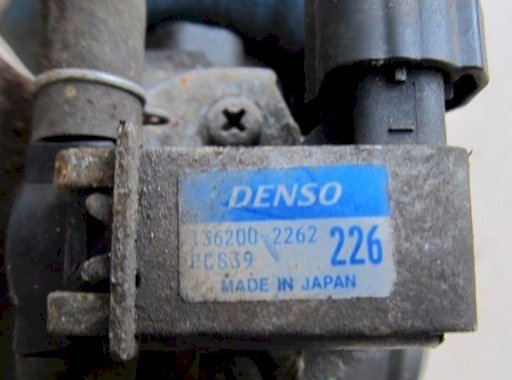 DENSO
136200-2262
PCS39 226
MADE IN JAPAN